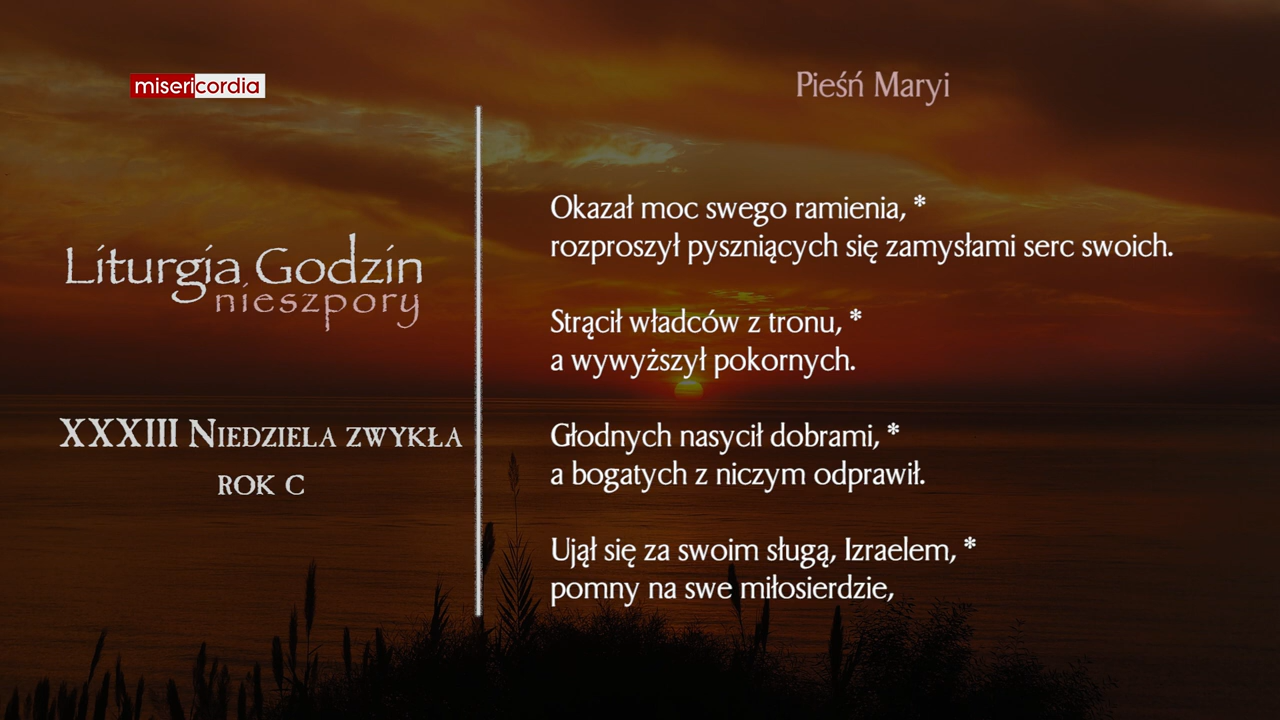 misericordia
Liturgia Godzin
nieszpory
XXXIII Niedziela zwykła
rok C
Pieśń Maryi
Okazał moc swego ramienia, *
rozproszył pyszniących się zamysłami serc swoich.
Strącił władców z tronu, *
a wywyższył pokornych.
Głodnych nasycił dobrami, *
a bogatych z niczym odprawił.
Ujął się za swoim sługą, Izraelem, *
pomny na swe miłosierdzie,